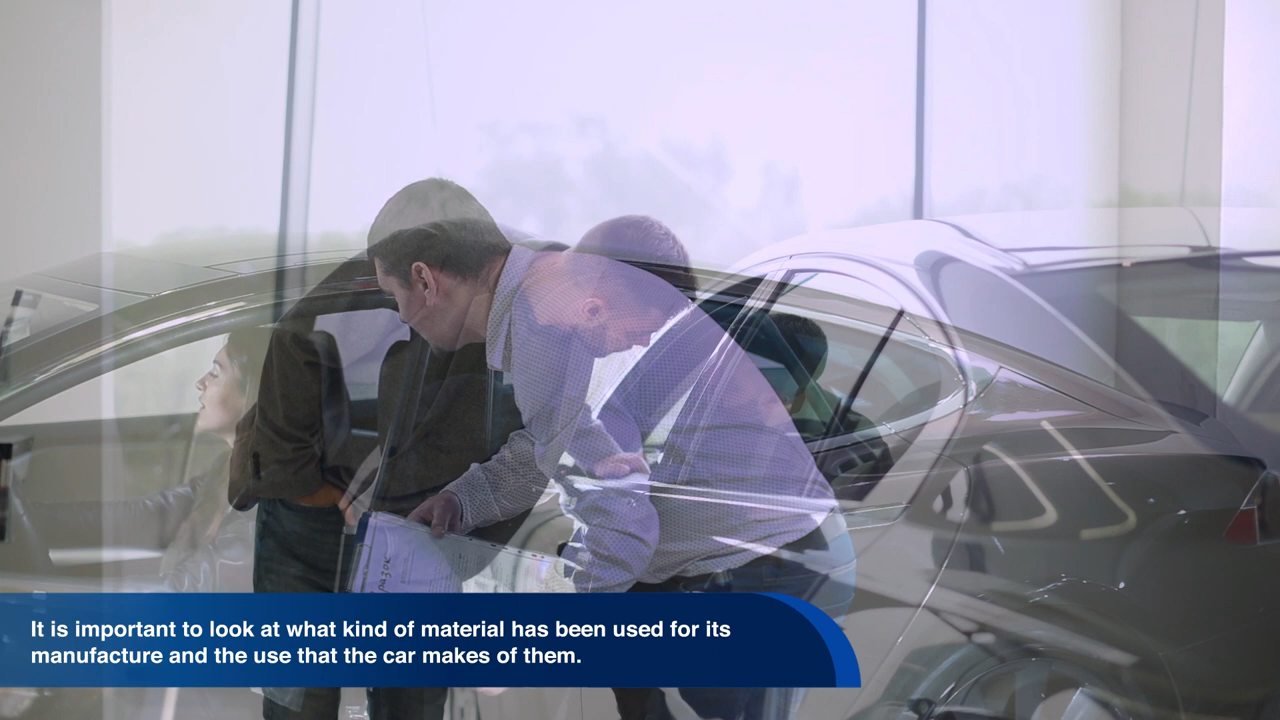 It is important to look at what kind of material has been used for its
manufacture and the use that the car makes of them.